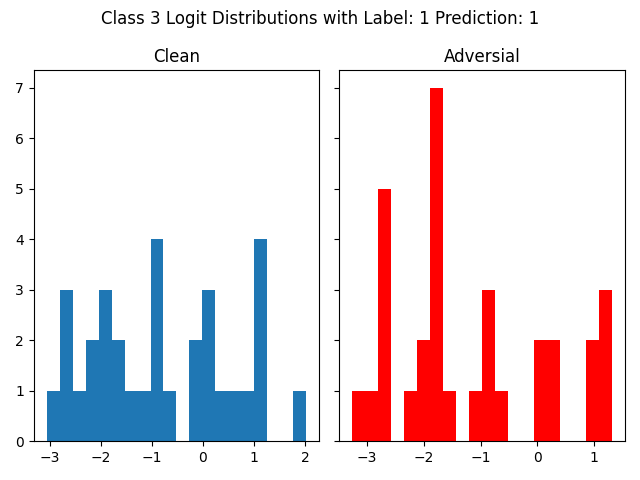 Class 3 Logit Distributions with Label: 1 Prediction: 1
Clean
Adversial
7
6
5
4
3
2
1
0
−3 −2 −1 0 1 2
−3 −2 −1 0 1